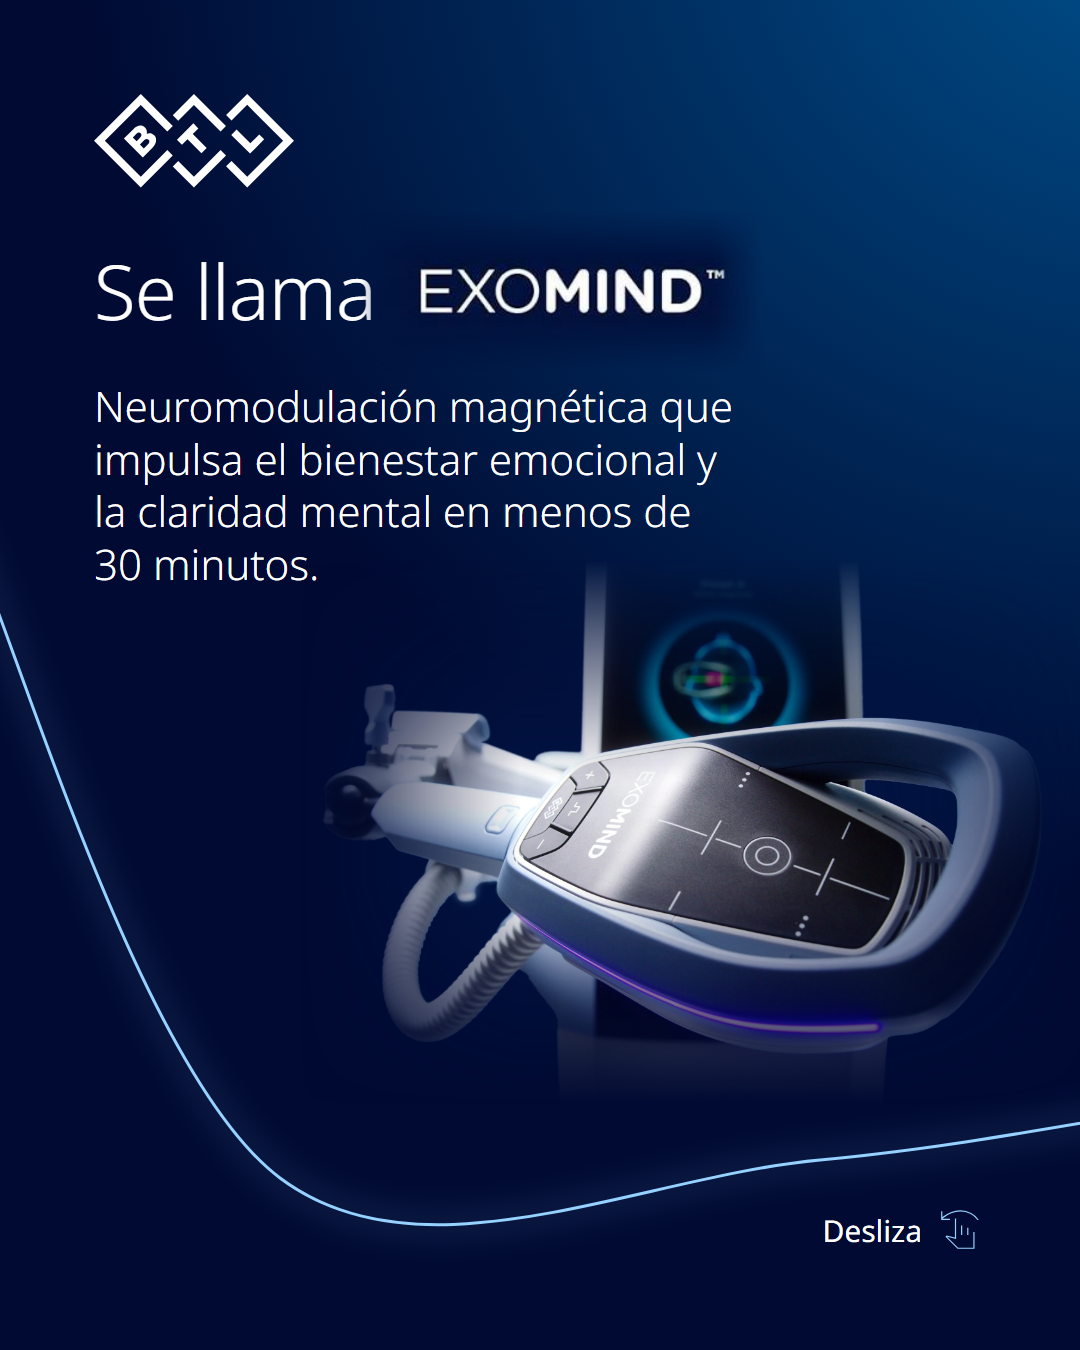 BTL
Se llama EXOMIND™
Neuromodulación magnética que
impulsa el bienestar emocional y
la claridad mental en menos de
30 minutos.
EXOMIND
Desliza